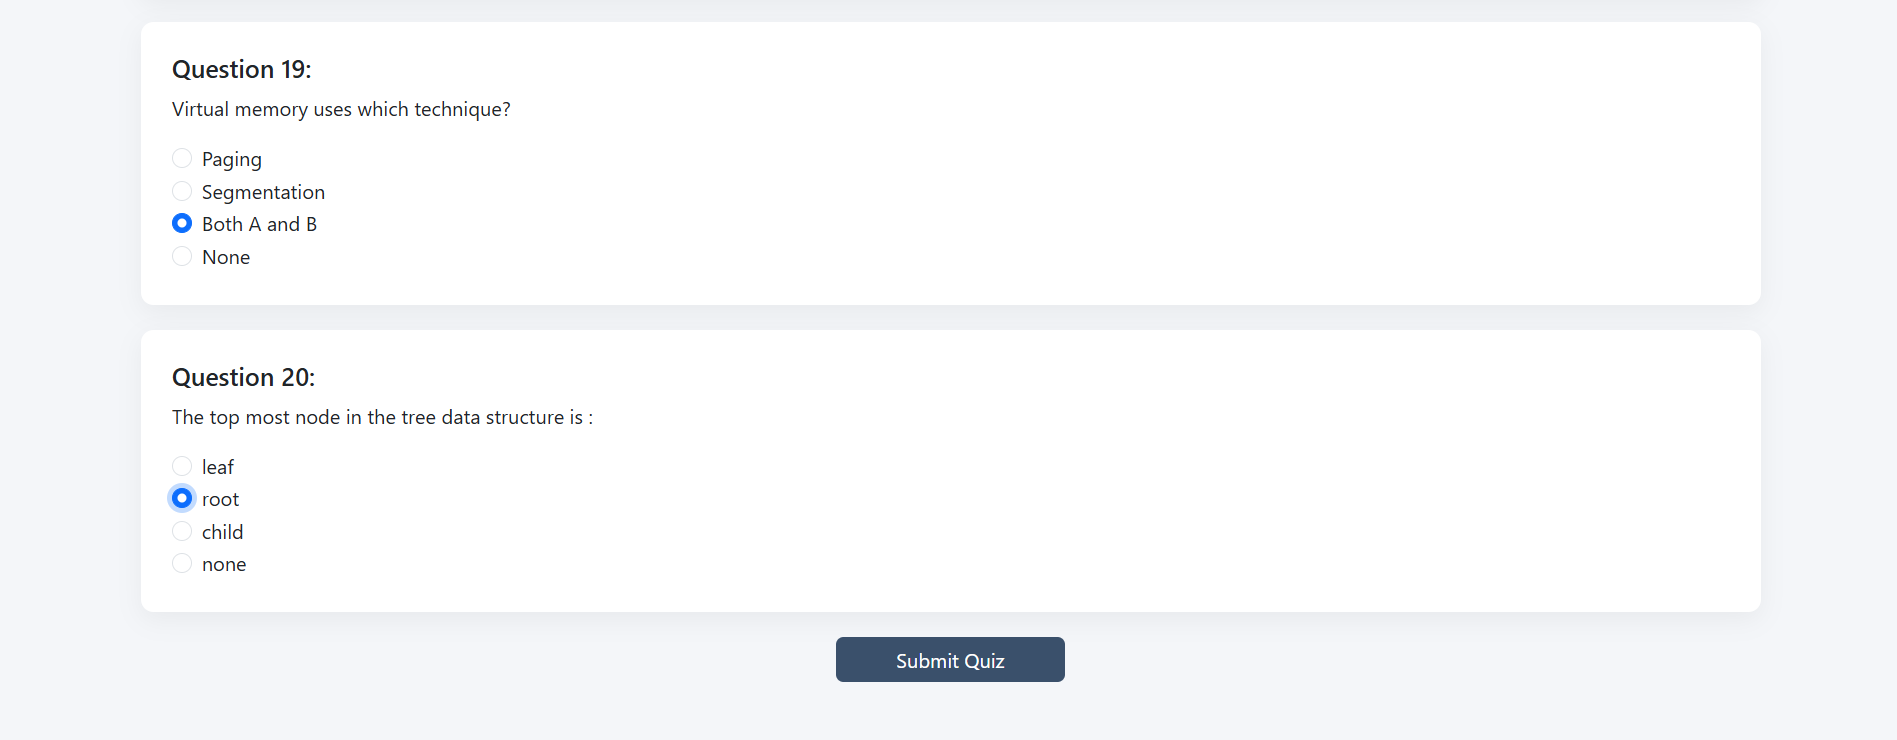 Question 19:
Virtual memory uses which technique?
Paging
Segmentation
Both A and B
None
Question 20:
The top most node in the tree data structure is :
leaf
root
child
none
Submit Quiz